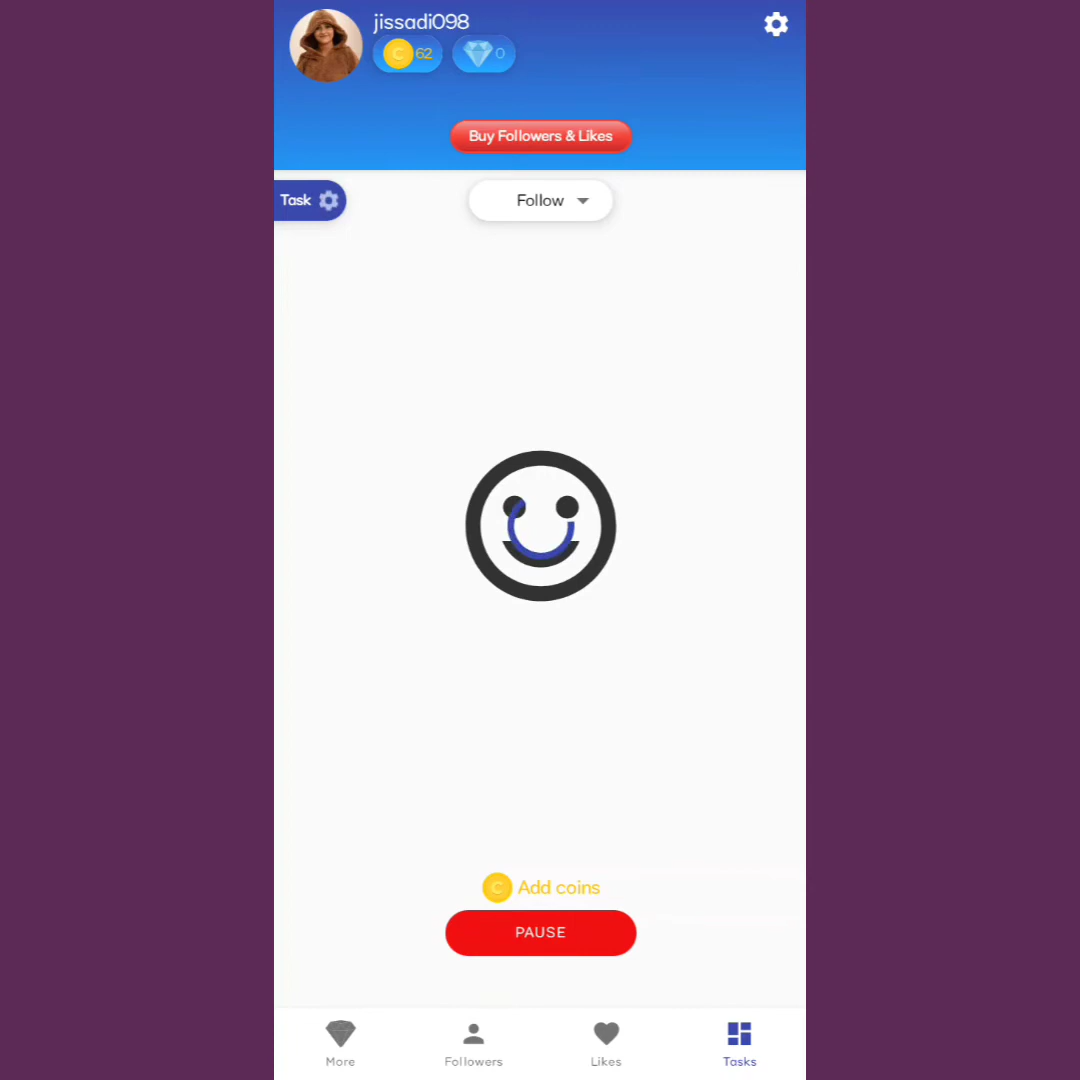 jissadi098
C 62 0
Buy Followers & Likes
Task
Follow
C Add coins
PAUSE
More Followers Likes Tasks